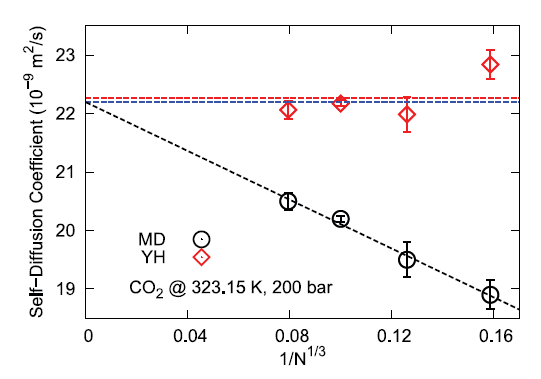 Self-Diffusion Coefficient (10⁻⁹ m²/s)
23
22
21
20
19
MD
YH
CO₂ @ 323.15 K, 200 bar
0 0.04 0.08 0.12 0.16
1/N^{1/3}